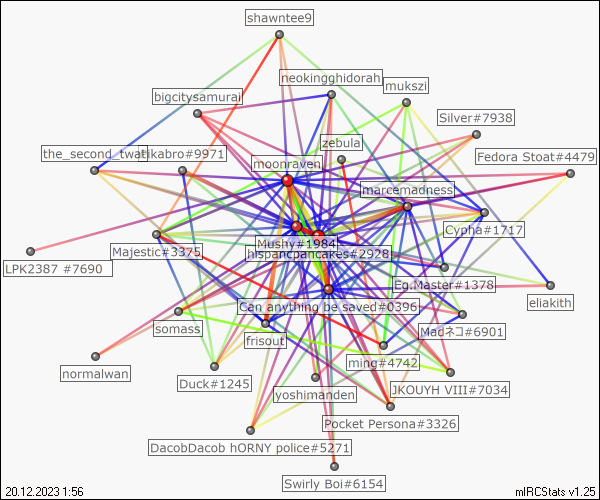 shawntee9
neokingghidorah
mukszi
bigcitysamurai
Silver#7938
zebula
the_second_twat
tikabro#9971
Fedora Stoat#4479
moonraven
marcenadness
Cypha#1717
Mushy#1984
Majestic#3375
hispancpancakes#2928
LPK2387 #7690
Eg.Master#1378
eliakith
Can anything be saved#0396
somass
Madネコ#6901
frisout
ming#4742
normalwan
Duck#1245
yoshimanden
JKOUYH VIII#7034
Pocket Persona#3326
DacobDacob hORNY police#5271
Swirly Boi#6154
20.12.2023 1:56
mIRCStats v1.25